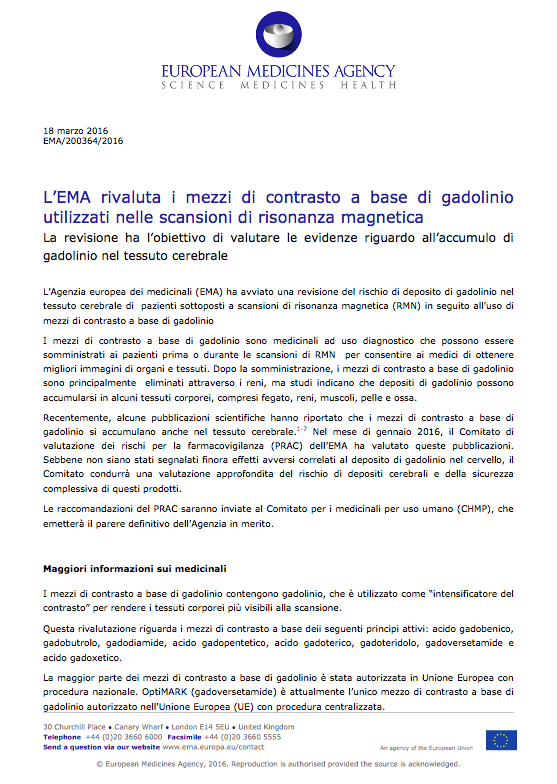 EUROPEAN MEDICINES AGENCY
SCIENCE MEDICINES HEALTH
18 marzo 2016
EMA/200364/2016
L’EMA rivaluta i mezzi di contrasto a base di gadolinio
utilizzati nelle scansioni di risonanza magnetica
La revisione ha l’obiettivo di valutare le evidenze riguardo all’accumulo di
gadolinio nel tessuto cerebrale
L’Agenzia europea dei medicinali (EMA) ha avviato una revisione del rischio di deposito di gadolinio nel
tessuto cerebrale di pazienti sottoposti a scansioni di risonanza magnetica (RMN) in seguito all'uso di
mezzi di contrasto a base di gadolinio
I mezzi di contrasto a base di gadolinio sono medicinali ad uso diagnostico che possono essere
somministrati ai pazienti prima o durante le scansioni di RMN per consentire ai medici di ottenere
migliori immagini di organi e tessuti. Dopo la somministrazione, i mezzi di contrasto a base di gadolinio
sono principalmente eliminati attraverso i reni, ma studi indicano che depositi di gadolinio possono
accumularsi in alcuni tessuti corporei, compresi fegato, reni, muscoli, pelle e ossa.
Recentemente, alcune pubblicazioni scientifiche hanno riportato che i mezzi di contrasto a base di
gadolinio si accumulano anche nel tessuto cerebrale.1-7 Nel mese di gennaio 2016, il Comitato di
valutazione dei rischi per la farmacovigilanza (PRAC) dell’EMA ha valutato queste pubblicazioni.
Sebbene non siano stati segnalati finora effetti avversi correlati al deposito di gadolinio nel cervello, il
Comitato condurrà una valutazione approfondita del rischio di depositi cerebrali e della sicurezza
complessiva di questi prodotti.
Le raccomandazioni del PRAC saranno inviate al Comitato per i medicinali per uso umano (CHMP), che
emetterà il parere definitivo dell'Agenzia in merito.
Maggiori informazioni sui medicinali
I mezzi di contrasto a base di gadolinio contengono gadolinio, che è utilizzato come “intensificatore del
contrasto” per rendere i tessuti corporei più visibili alla scansione.
Questa rivalutazione riguarda i mezzi di contrasto a base deii seguenti principi attivi: acido gadobenico,
gadobutrolo, gadodiamide, acido gadopentetico, acido gadoterico, gadoteridolo, gadoversetamide e
acido gadoxetico.
La maggior parte dei mezzi di contrasto a base di gadolinio è stata autorizzata in Unione Europea con
procedura nazionale. OptiMARK (gadoversetamide) è attualmente l’unico mezzo di contrasto a base di
gadolinio autorizzato nell'Unione Europea (UE) con procedura centralizzata.
30 Churchill Place • Canary Wharf • London E14 5EU • United Kingdom
Telephone +44 (0)20 3660 6000 Facsimile +44 (0)20 3660 5555
Send a question via our website www.ema.europa.eu/contact
An agency of the European Union
© European Medicines Agency, 2016. Reproduction is authorised provided the source is acknowledged.